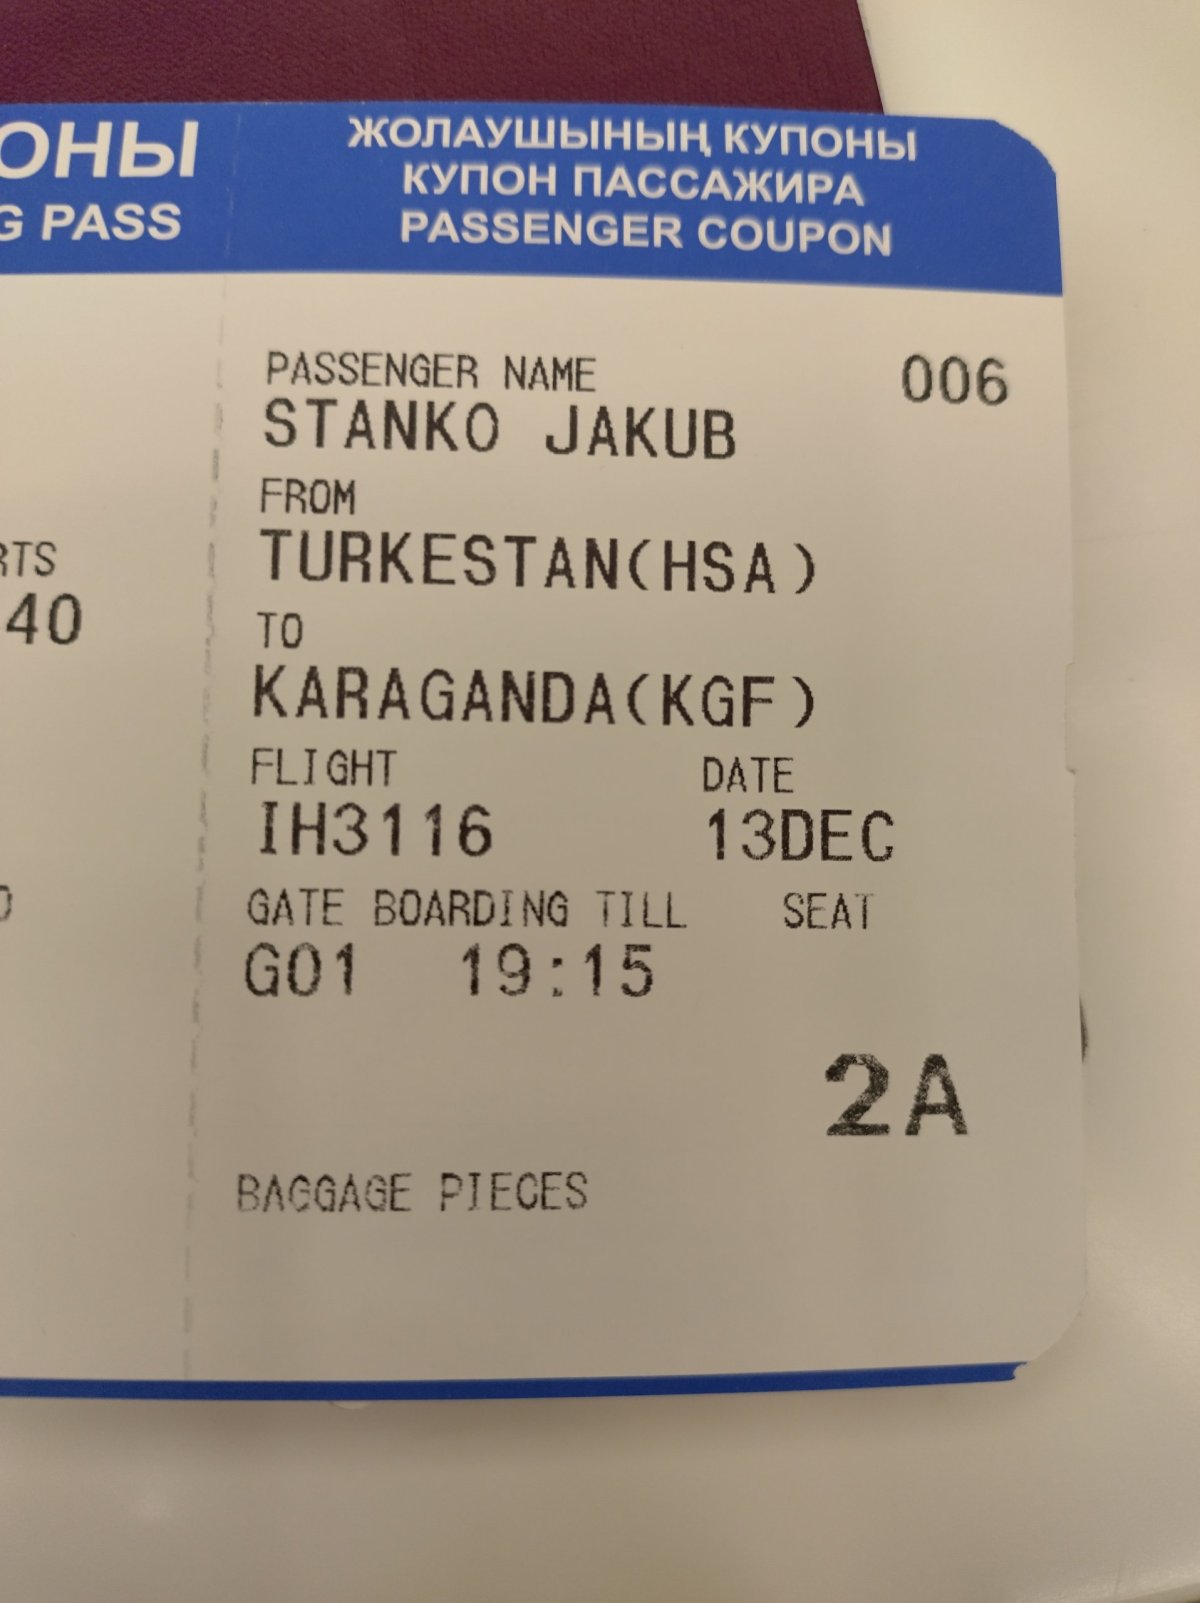 ОНЫ
G PASS
RTS
40
ЖОЛАУШЫНЫҢ КУПОНЫ
КУПОН ПАССАЖИРА
PASSENGER COUPON
PASSENGER NAME 006
STANKO JAKUB
FROM
TURKESTAN(HSA)
TO
KARAGANDA(KGF)
FLIGHT DATE
IH3116 13DEC
GATE BOARDING TILL SEAT
G01 19:15
2A
BAGGAGE PIECES